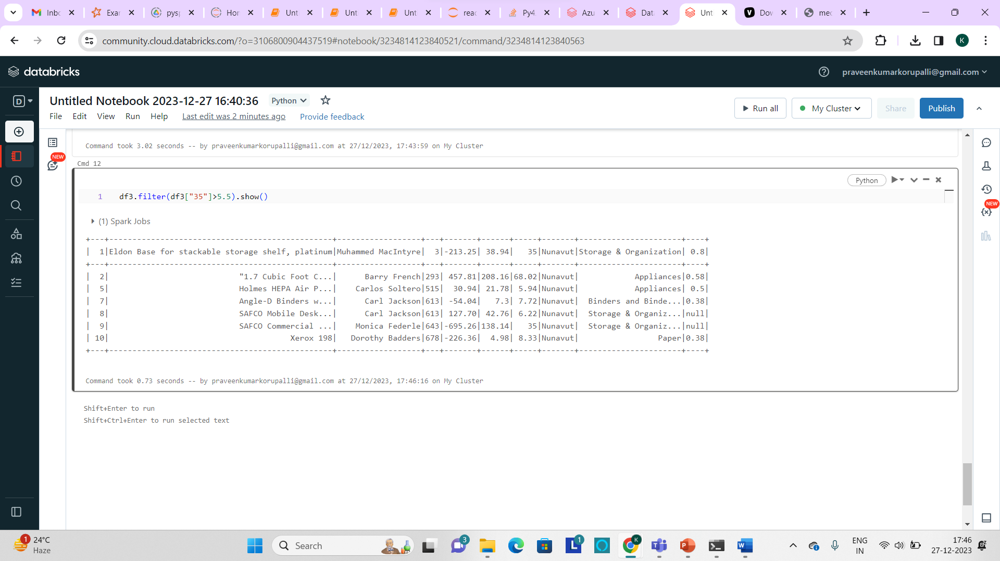 Inbo
Exar
pysp
Hor
Unt
Unt
Unt
reac
Py4.
Azu
Dat
Unt
Dov
med
community.cloud.databricks.com/?o=3106800904437519#notebook/3234814123840521/command/3234814123840563
K
databricks
praveenkumarkorupalli@gmail.com
D
Untitled Notebook 2023-12-27 16:40:36 Python
File Edit View Run Help Last edit was 2 minutes ago Provide feedback
Run all My Cluster Share Publish
NEW
NEW
Command took 3.02 seconds -- by praveenkumarkorupalli@gmail.com at 27/12/2023, 17:43:59 on My Cluster
Cmd 12
Python
1 df3.filter(df3["35"]>5.5).show()
(1) Spark Jobs
+---+------------------------------------------------+------------------+---+-------+------+-----+-------+----------------------+----+
| 1|Eldon Base for stackable storage shelf, platinum|Muhammed MacIntyre| 3|-213.25| 38.94| 35|Nunavut|Storage & Organization| 0.8|
+---+------------------------------------------------+------------------+---+-------+------+-----+-------+----------------------+----+
| 2| "1.7 Cubic Foot C...| Barry French|293| 457.81|208.16|68.02|Nunavut| Appliances|0.58|
| 5| Holmes HEPA Air P...| Carlos Soltero|515| 30.94| 21.78| 5.94|Nunavut| Appliances| 0.5|
| 7| Angle-D Binders w...| Carl Jackson|613| -54.04| 7.3| 7.72|Nunavut| Binders and Binde...|0.38|
| 8| SAFCO Mobile Desk...| Carl Jackson|613| 127.70| 42.76| 6.22|Nunavut| Storage & Organiz...|null|
| 9| SAFCO Commercial ...| Monica Federle|643|-695.26|138.14| 35|Nunavut| Storage & Organiz...|null|
| 10| Xerox 198| Dorothy Badders|678|-226.36| 4.98| 8.33|Nunavut| Paper|0.38|
+---+------------------------------------------------+------------------+---+-------+------+-----+-------+----------------------+----+
Command took 0.73 seconds -- by praveenkumarkorupalli@gmail.com at 27/12/2023, 17:46:16 on My Cluster
Shift+Enter to run
Shift+Ctrl+Enter to run selected text
1
24°C
Haze
Search
3
1
K
ENG
IN
17:46
27-12-2023